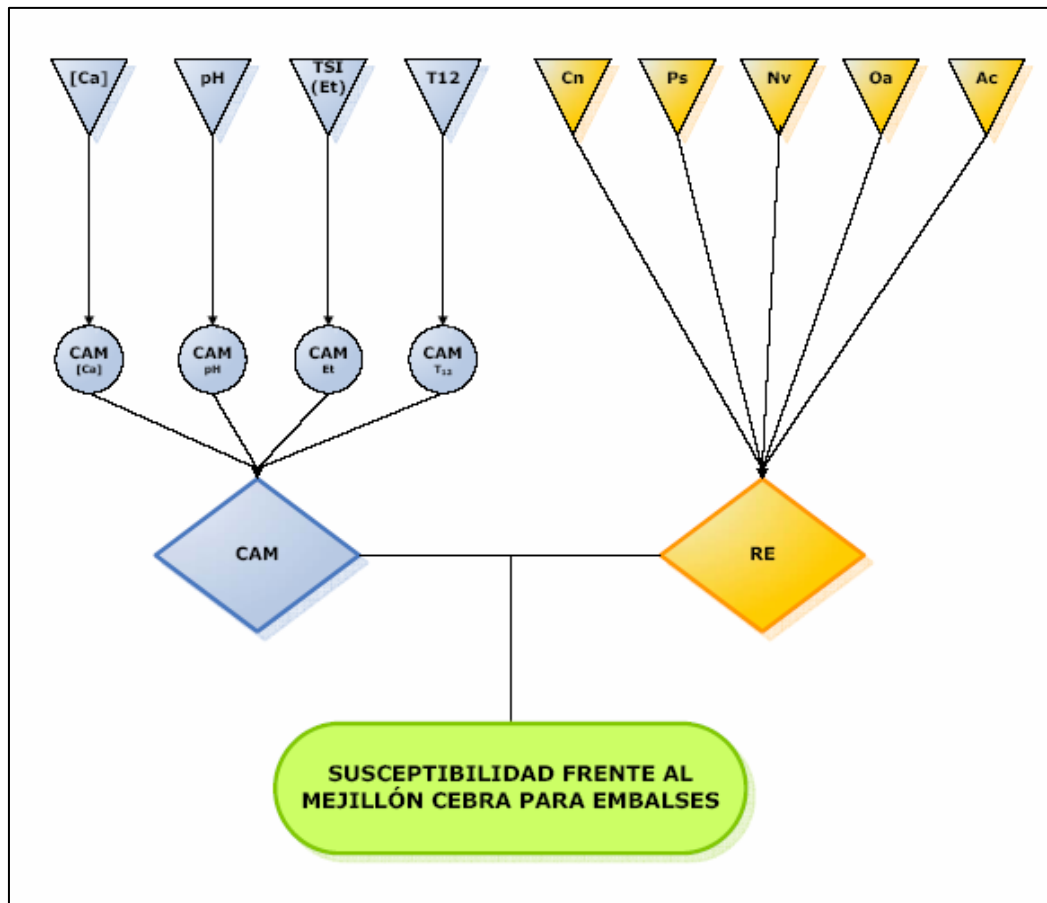 [Ca]
pH
TSI
(Et)
T12
Cn
Ps
Nv
Oa
Ac
CAM
[Ca]
CAM
pH
CAM
Et
CAM
T₁₂
CAM
RE
SUSCEPTIBILIDAD FRENTE AL
MEJILLÓN CEBRA PARA EMBALSES